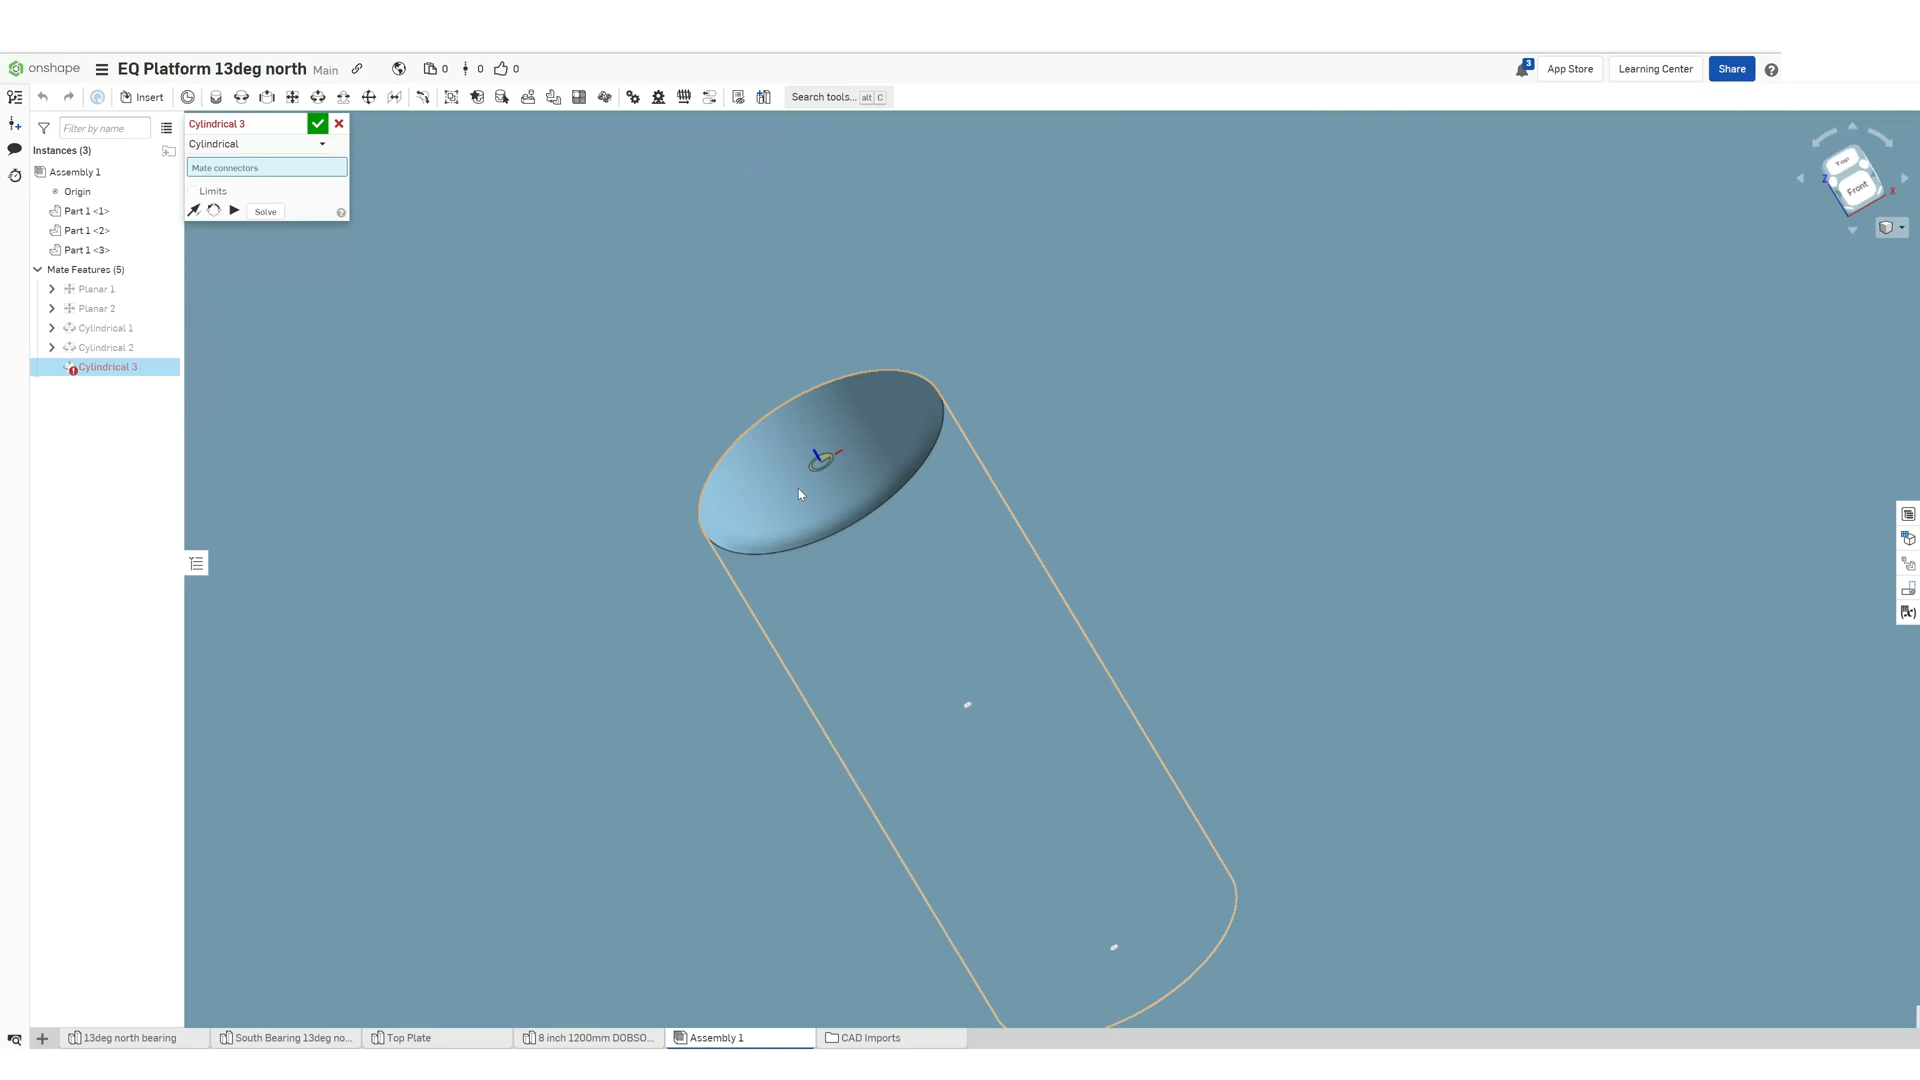 onshape EQ Platform 13deg north Main 0 0 0 3 App Store Learning Center Share
Insert Search tools... alt C
Filter by name
Instances (3)
Assembly 1
Origin
Part 1 <1>
Part 1 <2>
Part 1 <3>
Mate Features (5)
Planar 1
Planar 2
Cylindrical 1
Cylindrical 2
Cylindrical 3
Cylindrical 3
Cylindrical
Mate connectors
Limits
Solve
Top
Front
Z
X
(x)
13deg north bearing South Bearing 13deg no... Top Plate 8 inch 1200mm DOBSO... Assembly 1 CAD Imports